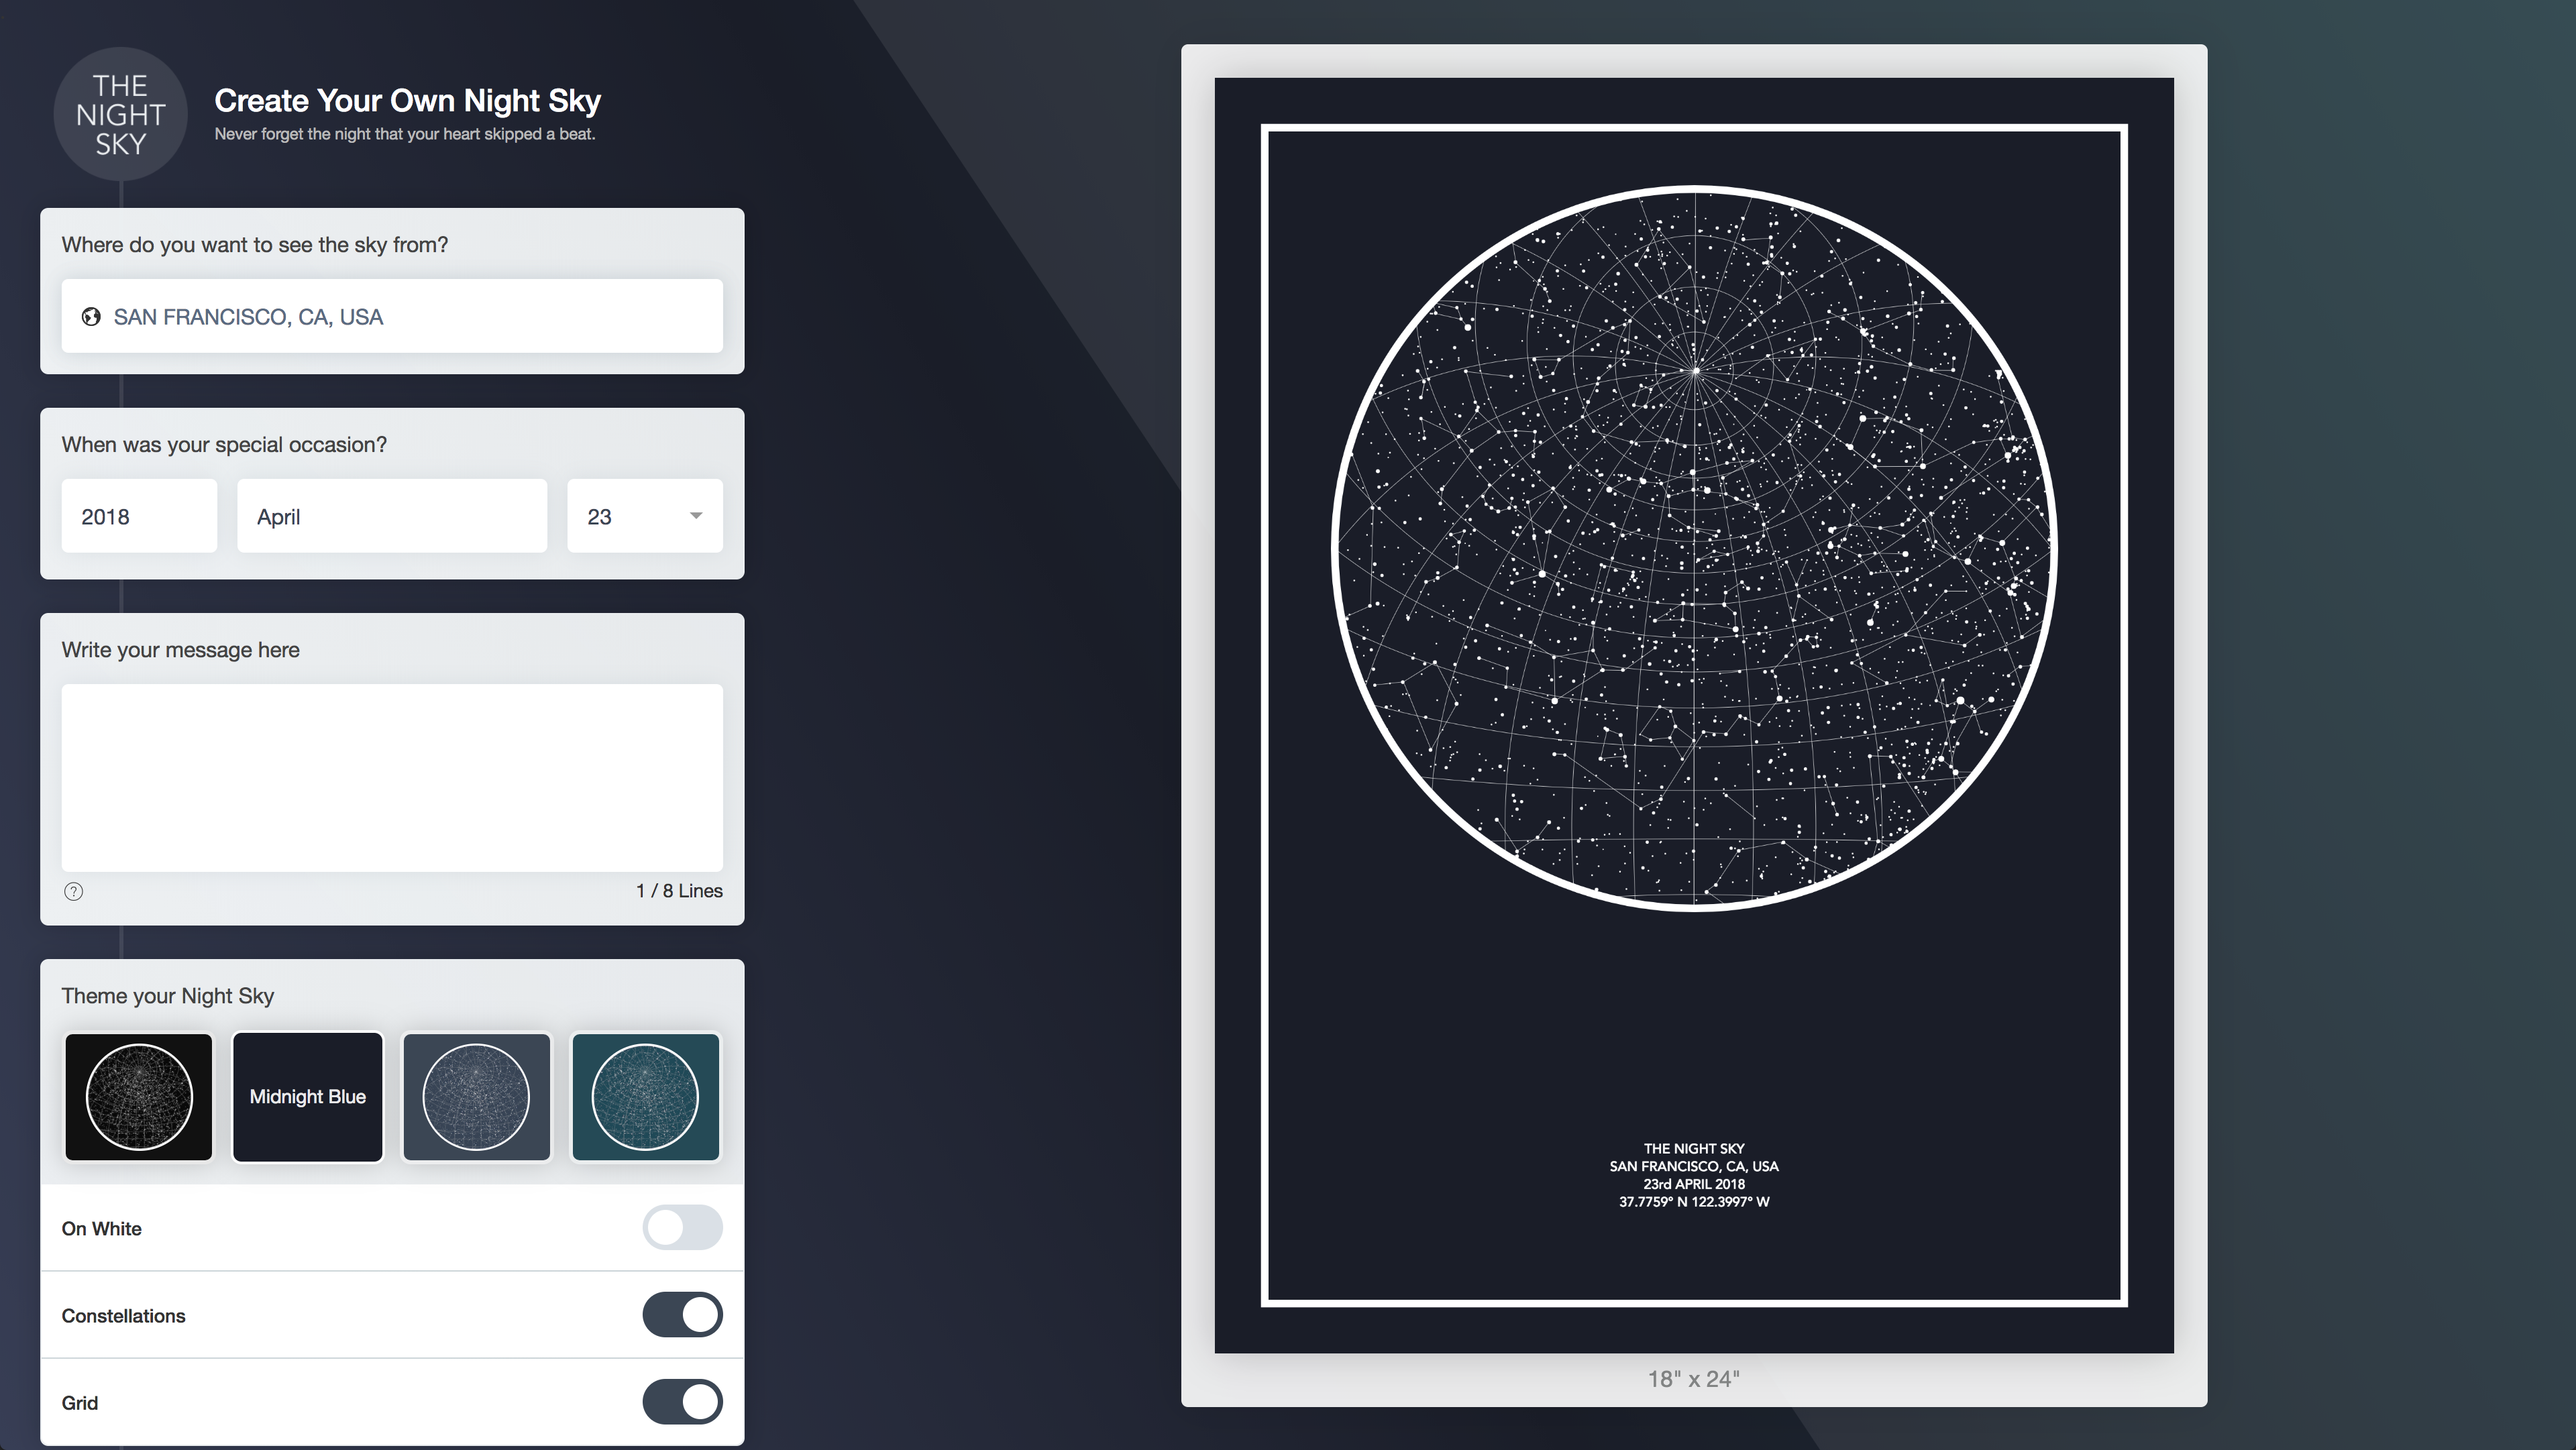 THE
NIGHT
SKY
Create Your Own Night Sky
Never forget the night that your heart skipped a beat.
Where do you want to see the sky from?
SAN FRANCISCO, CA, USA
When was your special occasion?
2018 April 23
Write your message here
?
1 / 8 Lines
Theme your Night Sky
Midnight Blue
On White
Constellations
Grid
THE NIGHT SKY
SAN FRANCISCO, CA, USA
23rd APRIL 2018
37.7759° N 122.3997° W
18" x 24"